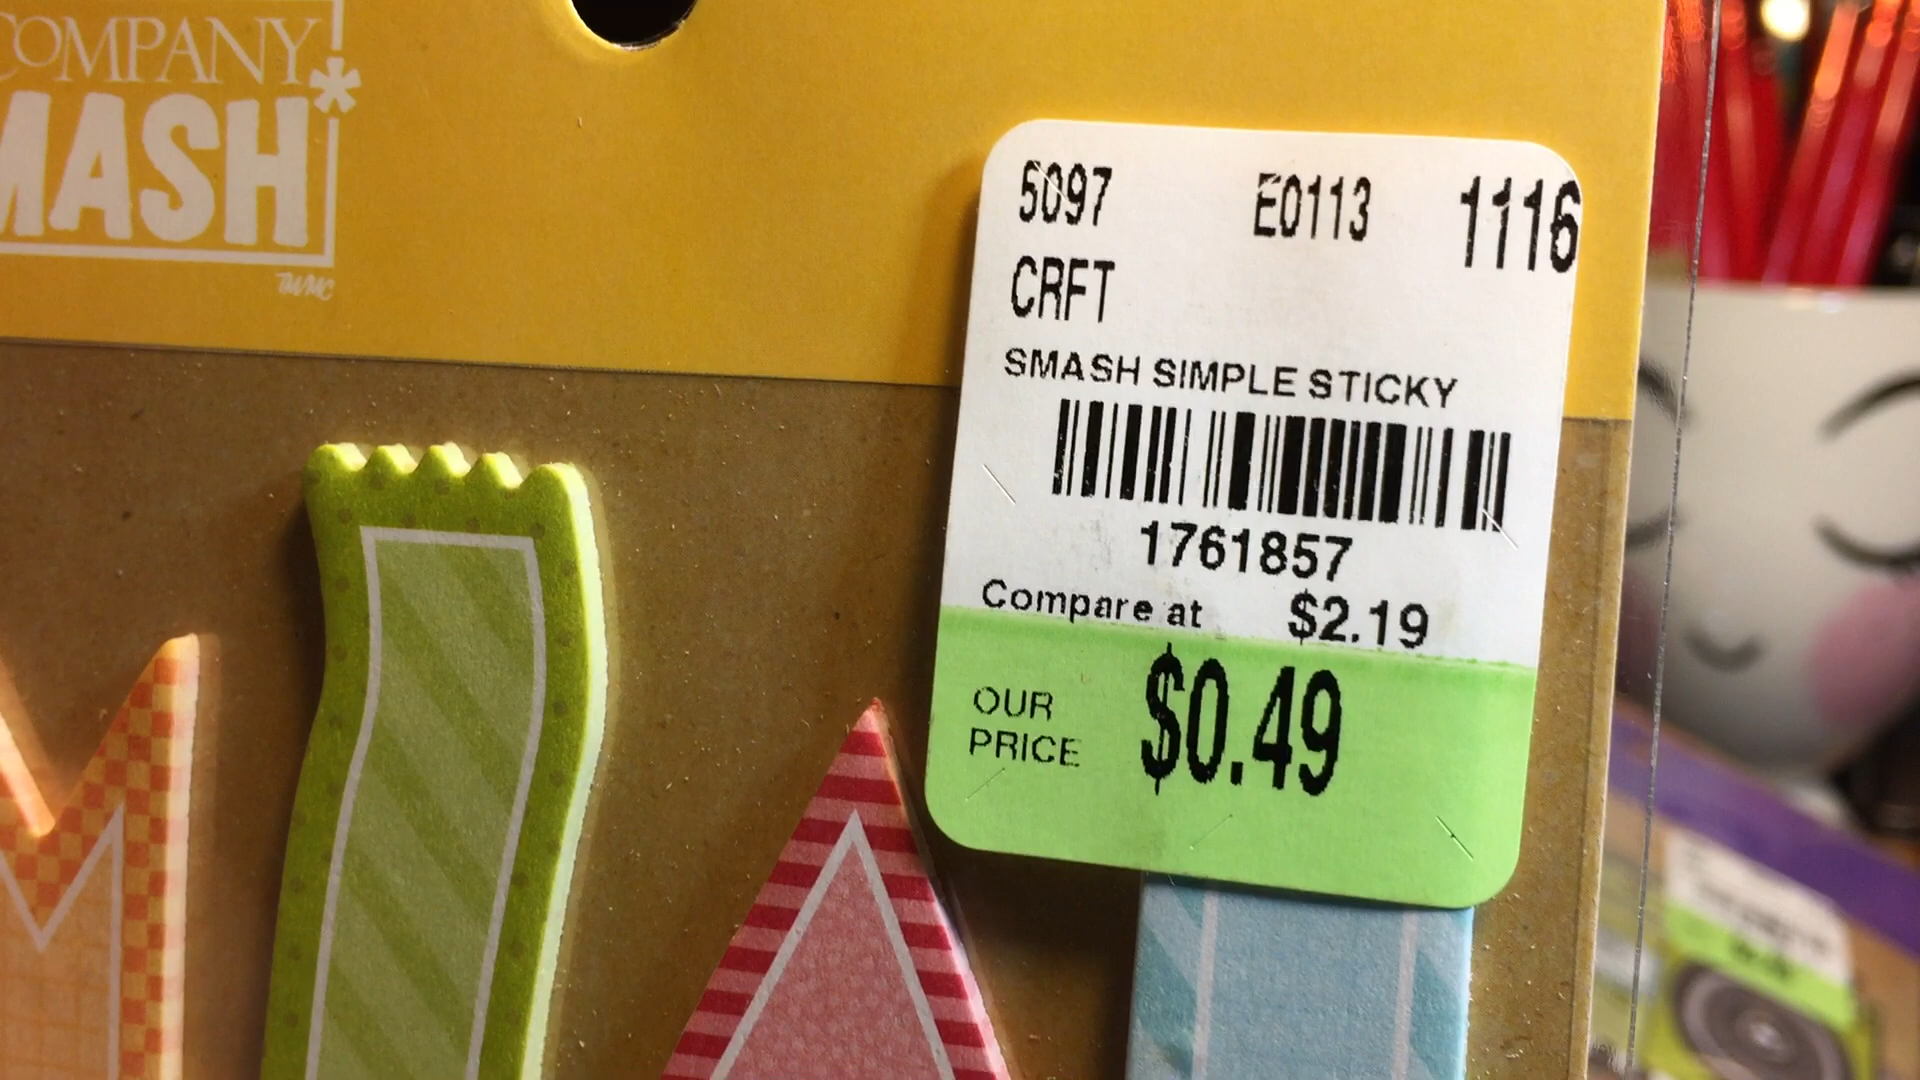 COMPANY
MASH*
5097 E0113 1116
CRFT
SMASH SIMPLE STICKY
1761857
Compare at $2.19
OUR
PRICE
$0.49